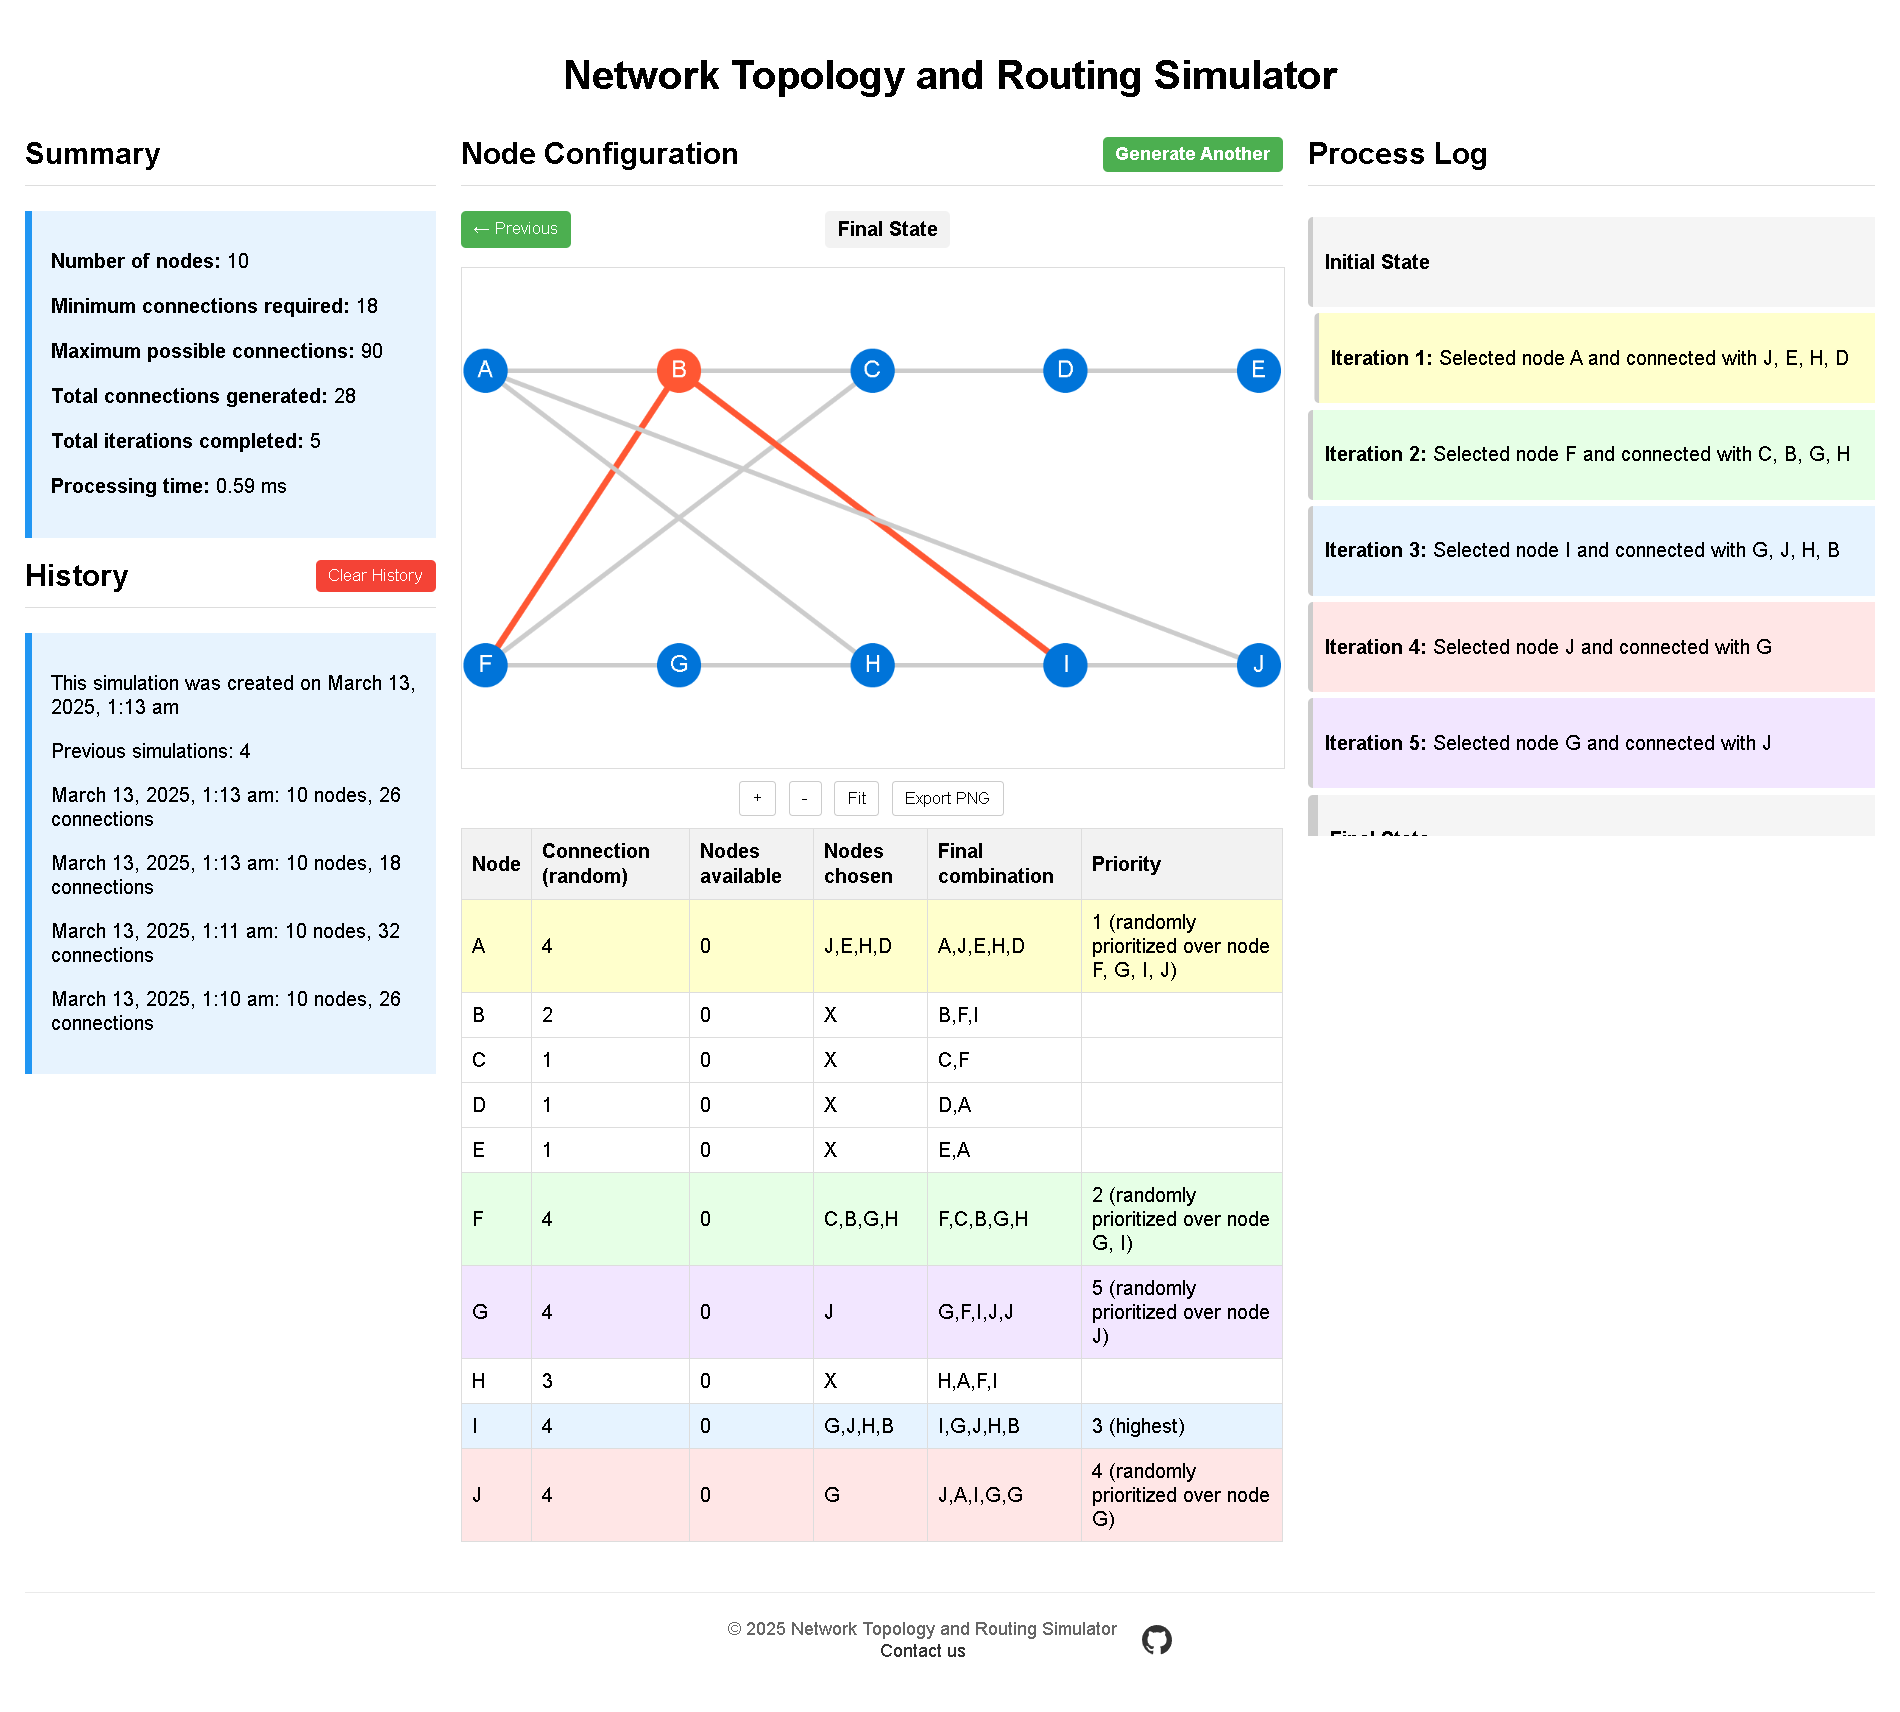 Network Topology and Routing Simulator
Summary
Number of nodes: 10
Minimum connections required: 18
Maximum possible connections: 90
Total connections generated: 28
Total iterations completed: 5
Processing time: 0.59 ms
History
Clear History
This simulation was created on March 13,
2025, 1:13 am
Previous simulations: 4
March 13, 2025, 1:13 am: 10 nodes, 26
connections
March 13, 2025, 1:13 am: 10 nodes, 18
connections
March 13, 2025, 1:11 am: 10 nodes, 32
connections
March 13, 2025, 1:10 am: 10 nodes, 26
connections
Node Configuration
Generate Another
← Previous
Final State
A B C D E
F G H I J
+ - Fit Export PNG
Node Connection (random) Nodes available Nodes chosen Final combination Priority
A 4 0 J,E,H,D A,J,E,H,D 1 (randomly prioritized over node F, G, I, J)
B 2 0 X B,F,I
C 1 0 X C,F
D 1 0 X D,A
E 1 0 X E,A
F 4 0 C,B,G,H F,C,B,G,H 2 (randomly prioritized over node G, I)
G 4 0 J G,F,I,J,J 5 (randomly prioritized over node J)
H 3 0 X H,A,F,I
I 4 0 G,J,H,B I,G,J,H,B 3 (highest)
J 4 0 G J,A,I,G,G 4 (randomly prioritized over node G)
Process Log
Initial State
Iteration 1: Selected node A and connected with J, E, H, D
Iteration 2: Selected node F and connected with C, B, G, H
Iteration 3: Selected node I and connected with G, J, H, B
Iteration 4: Selected node J and connected with G
Iteration 5: Selected node G and connected with J
Final State
© 2025 Network Topology and Routing Simulator
Contact us